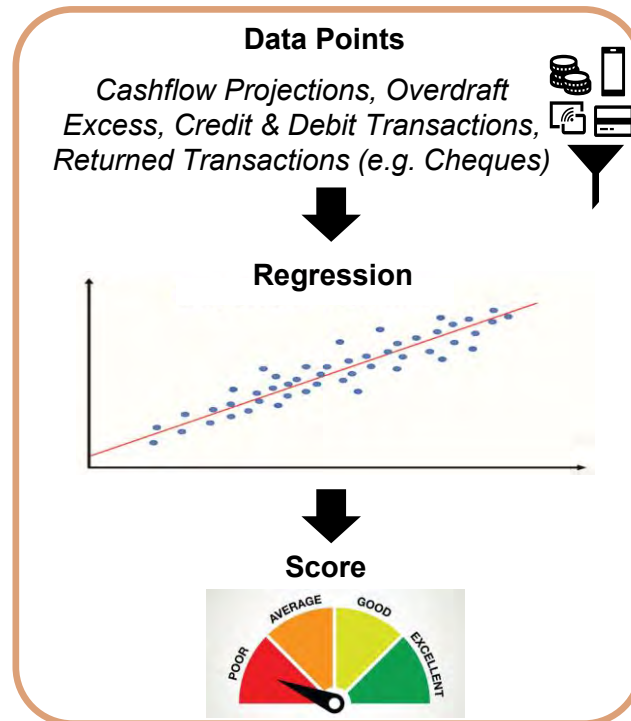 Data Points
Cashflow Projections, Overdraft
Excess, Credit & Debit Transactions,
Returned Transactions (e.g. Cheques)
Regression
Score
POOR
AVERAGE
GOOD
EXCELLENT